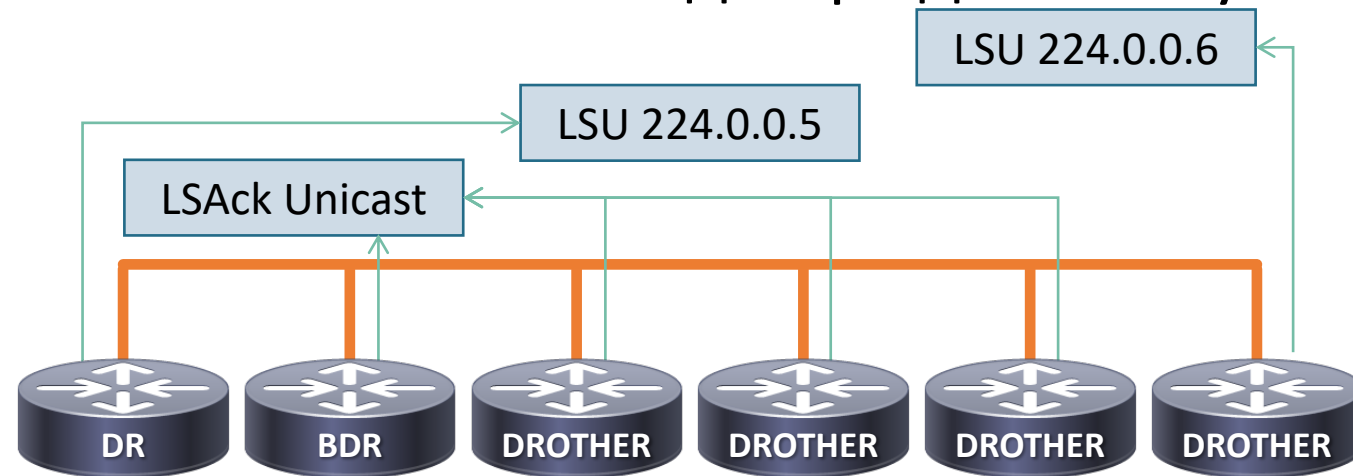 LSU 224.0.0.6
LSU 224.0.0.5
LSAck Unicast
DR
BDR
DROTHER
DROTHER
DROTHER
DROTHER